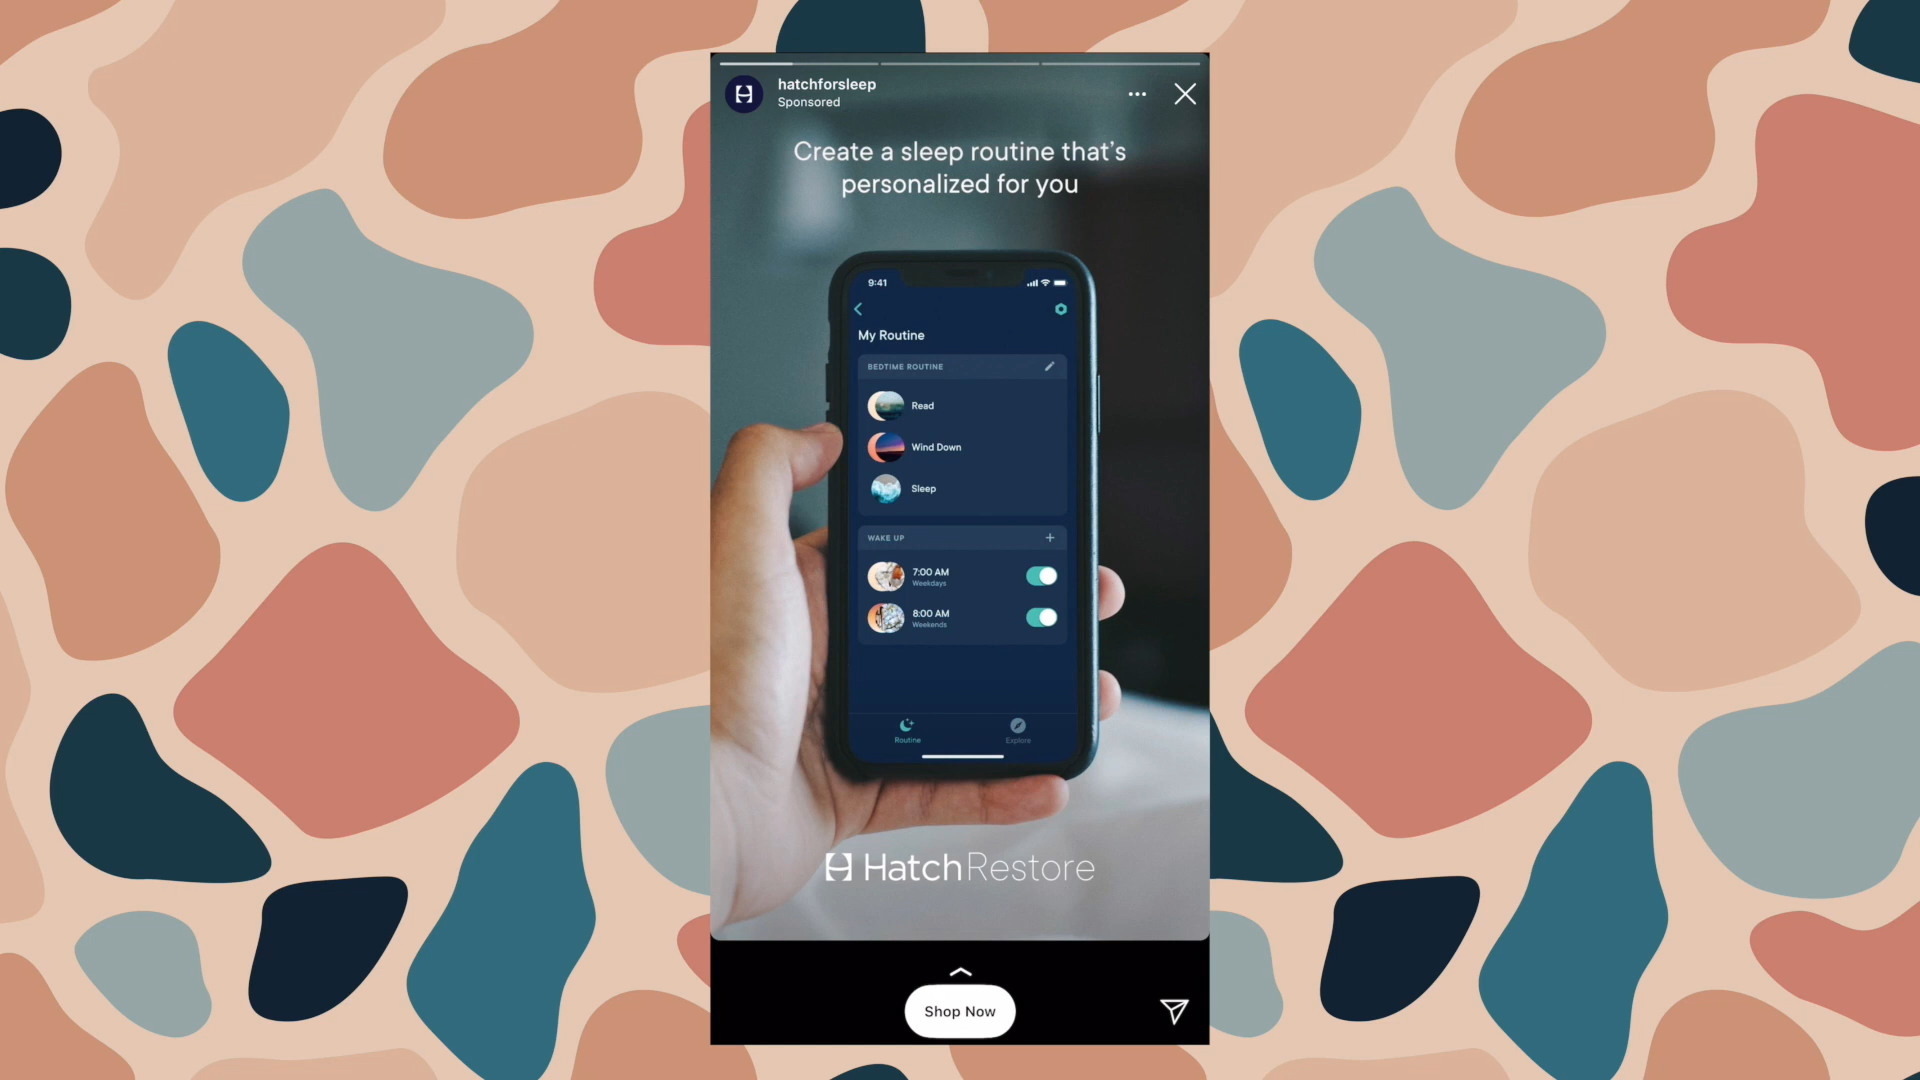 hatchforsleep
Sponsored
Create a sleep routine that's
personalized for you
9:41
My Routine
BEDTIME ROUTINE
Read
Wind Down
Sleep
WAKE UP
7:00 AM
Weekdays
8:00 AM
Weekends
Routine
Explore
HatchRestore
Shop Now